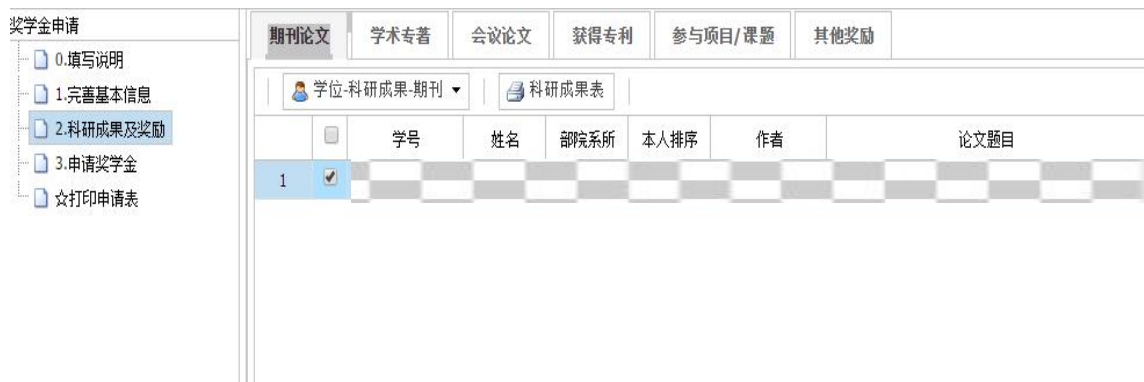 奖学金申请
0.填写说明
1.完善基本信息
2.科研成果及奖励
3.申请奖学金
☆打印申请表
期刊论文 学术专著 会议论文 获得专利 参与项目/课题 其他奖励
学位-科研成果-期刊 科研成果表
学号 姓名 部院系所 本人排序 作者 论文题目
1